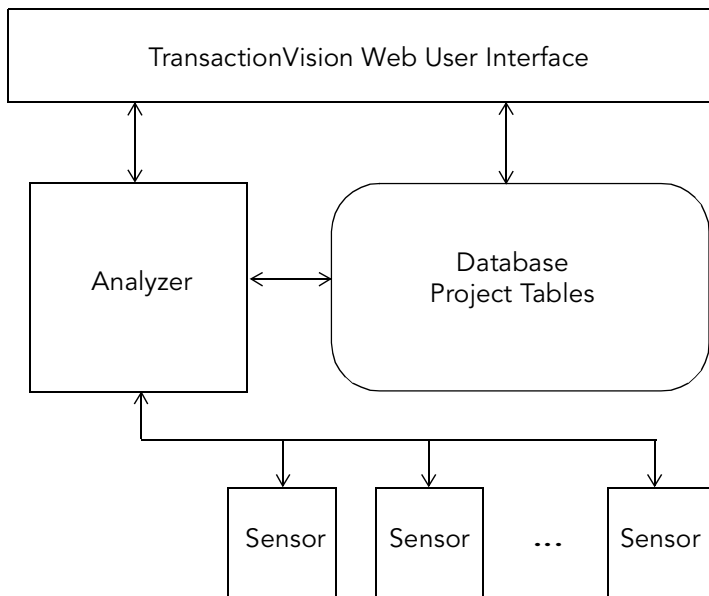 TransactionVision Web User Interface
Analyzer
Database
Project Tables
Sensor
Sensor
...
Sensor